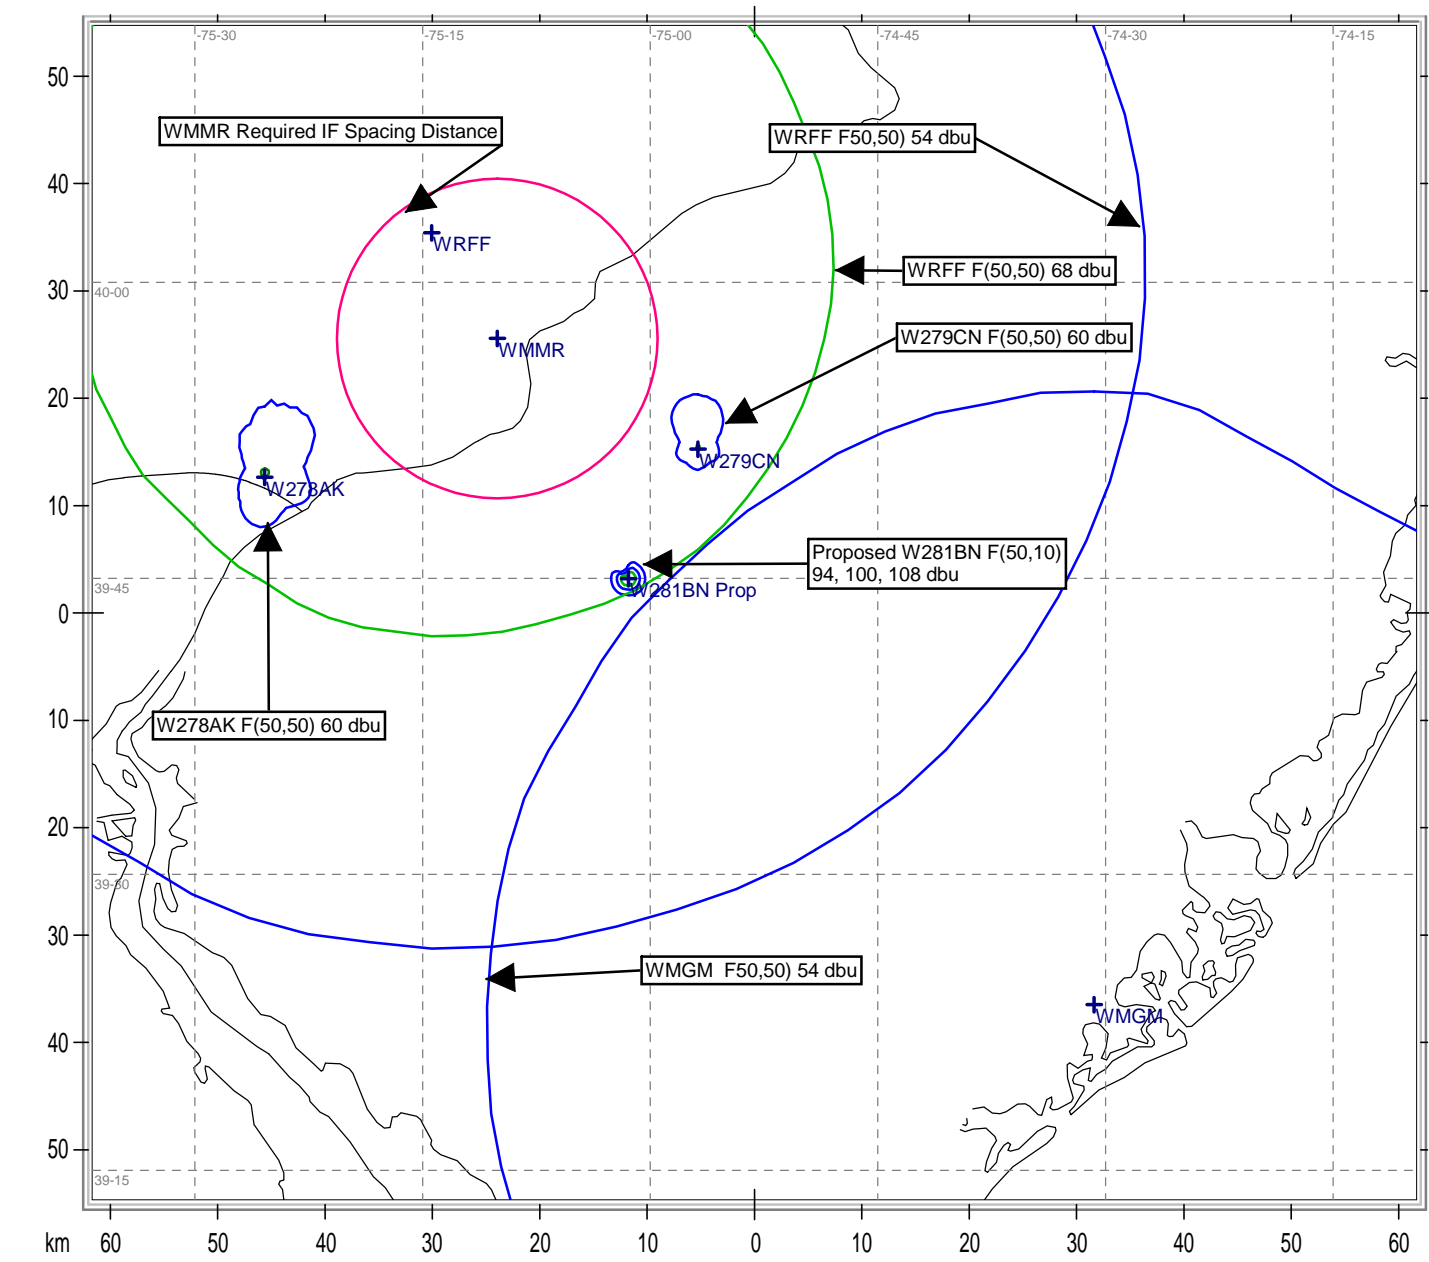 -75-30
-75-15
-75-00
-74-45
-74-30
-74-15
50
WMMR Required IF Spacing Distance
WRFF F50,50) 54 dbu
40
WRFF
WRFF F(50,50) 68 dbu
30
40-00
W279CN F(50,50) 60 dbu
WMMR
20
W279CN
W278AK
10
Proposed W281BN F(50,10)
94, 100, 108 dbu
39-45
W281BN Prop
0
10
W278AK F(50,50) 60 dbu
20
39-30
30
WMGM F50,50) 54 dbu
WMGM
40
50
39-15
km 60 50 40 30 20 10 0 10 20 30 40 50 60